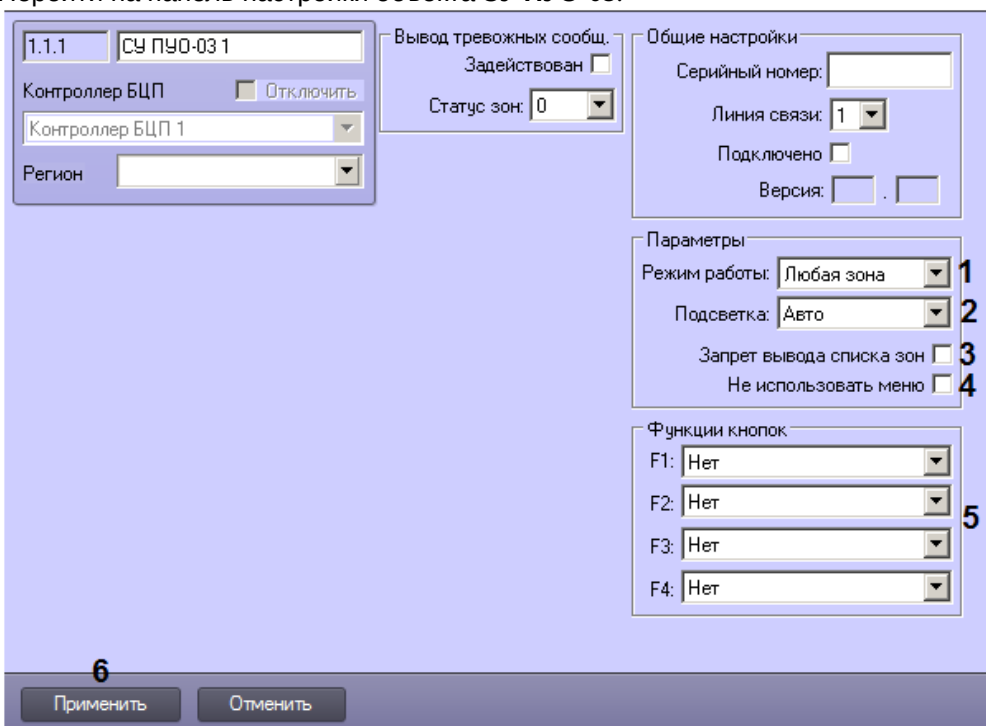 1.1.1 СУ ПУО-03 1
Контроллер БЦП Отключить
Контроллер БЦП 1
Регион
Вывод тревожных сообщ.
Задействован
Статус зон: 0
Общие настройки
Серийный номер:
Линия связи: 1
Подключено
Версия: .
Параметры
Режим работы: Любая зона 1
Подсветка: Авто 2
Запрет вывода списка зон 3
Не использовать меню 4
Функции кнопок
F1: Нет
F2: Нет
5
F3: Нет
F4: Нет
6
Применить Отменить